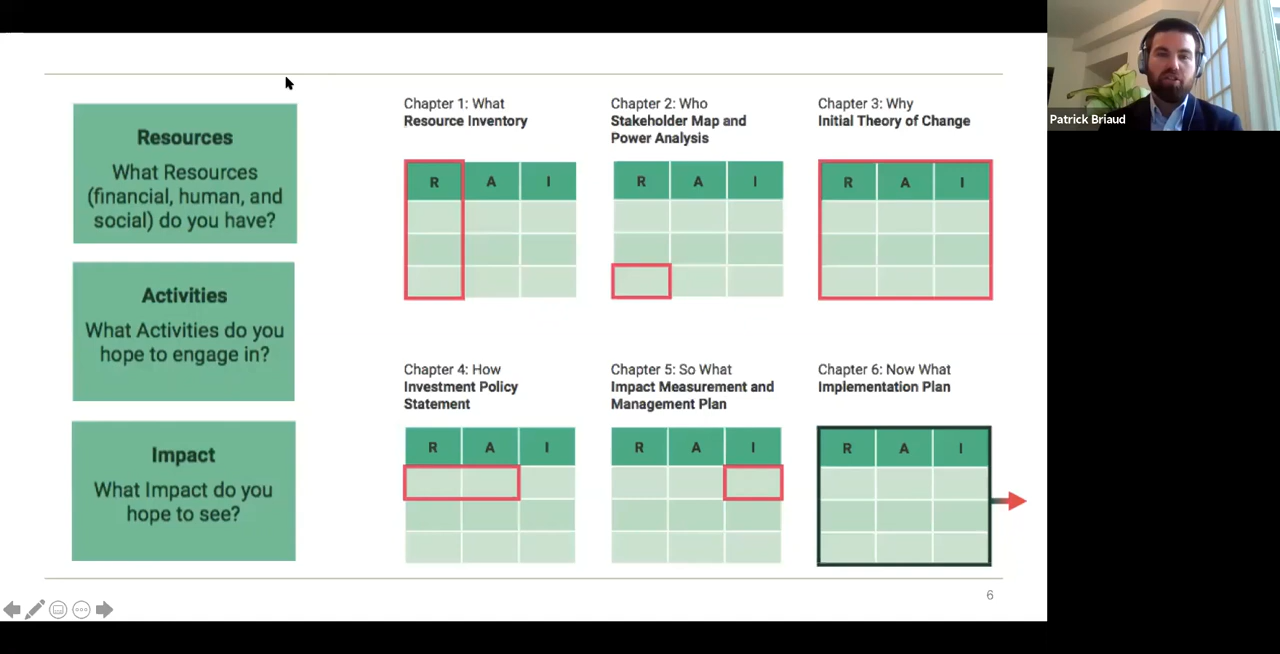 Resources
What Resources
(financial, human, and
social) do you have?
Activities
What Activities do you
hope to engage in?
Impact
What Impact do you
hope to see?
Chapter 1: What
Resource Inventory
R A I
Chapter 2: Who
Stakeholder Map and
Power Analysis
R A I
Chapter 3: Why
Initial Theory of Change
R A I
Chapter 4: How
Investment Policy
Statement
R A I
Chapter 5: So What
Impact Measurement and
Management Plan
R A I
Chapter 6: Now What
Implementation Plan
R A I
6
Patrick Briaud